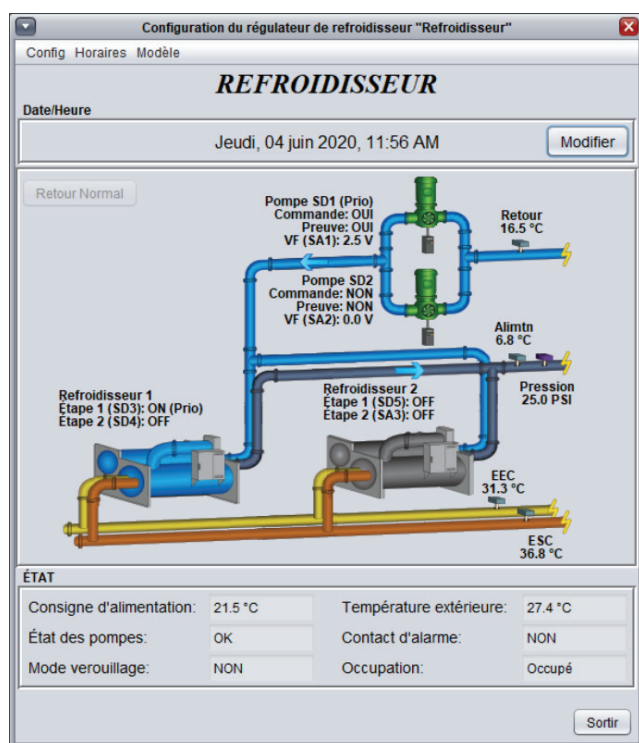 Configuration du régulateur de refroidisseur "Refroidisseur"
Config Horaires Modèle
REFROIDISSEUR
Date/Heure
Jeudi, 04 juin 2020, 11:56 AM
Modifier
Retour Normal
Pompe SD1 (Prio)
Commande: OUI
Preuve: OUI
VF (SA1): 2.5 V
Retour
16.5 °C
Pompe SD2
Commande: NON
Preuve: NON
VF (SA2): 0.0 V
Alimtn
6.8 °C
Pression
25.0 PSI
Refroidisseur 1
Étape 1 (SD3): ON (Prio)
Étape 2 (SD4): OFF
Refroidisseur 2
Étape 1 (SD5): OFF
Étape 2 (SA3): OFF
EEC
31.3 °C
ESC
36.8 °C
ÉTAT
Consigne d'alimentation: 21.5 °C Température extérieure: 27.4 °C
État des pompes: OK Contact d'alarme: NON
Mode verouillage: NON Occupation: Occupé
Sortir